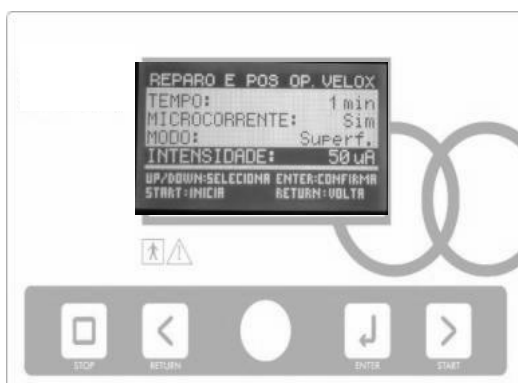 REPARO E POS OP. VELOX
TEMPO: 1 min
MICROCORRENTE: Sim
MODO: Superf.
INTENSIDADE: 50 uA
UP/DOWN:SELECIONA ENTER:CONFIRMA
START:INICIA RETURN:VOLTA
STOP
RETURN
ENTER
START